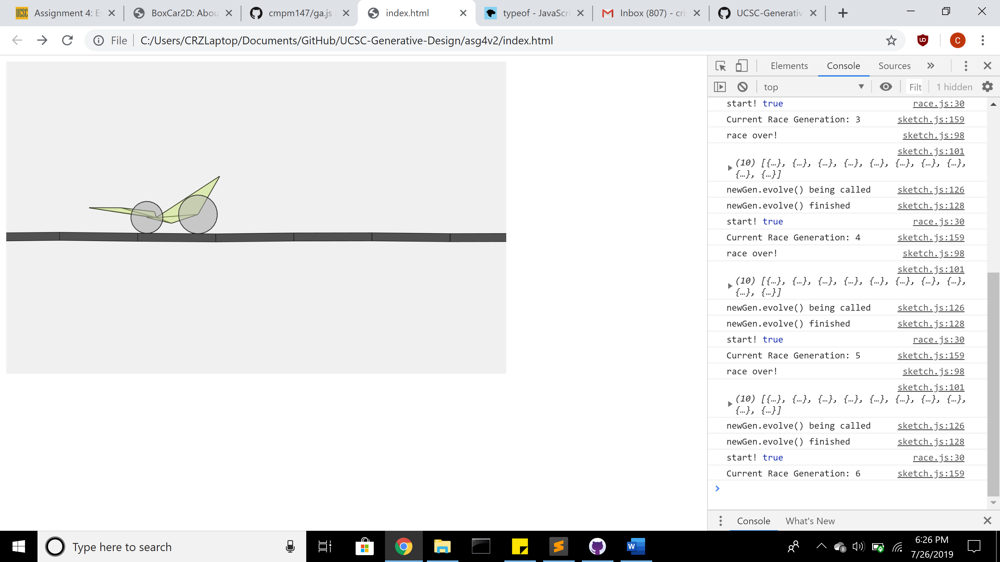 UCSC Assignment 4: E
BoxCar2D: Abou
cmpm147/ga.js
index.html
typeof - JavaScri
Inbox (807) - cri
UCSC-Generativ
File
C:/Users/CRZLaptop/Documents/GitHub/UCSC-Generative-Design/asg4v2/index.html
C
Elements
Console
Sources
top
Filt
1 hidden
start! true race.js:30
Current Race Generation: 3 sketch.js:159
race over! sketch.js:98
sketch.js:101
(10) [{…}, {…}, {…}, {…}, {…}, {…}, {…}, {…},
{…}, {…}]
newGen.evolve() being called sketch.js:126
newGen.evolve() finished sketch.js:128
start! true race.js:30
Current Race Generation: 4 sketch.js:159
race over! sketch.js:98
sketch.js:101
(10) [{…}, {…}, {…}, {…}, {…}, {…}, {…}, {…},
{…}, {…}]
newGen.evolve() being called sketch.js:126
newGen.evolve() finished sketch.js:128
start! true race.js:30
Current Race Generation: 5 sketch.js:159
race over! sketch.js:98
sketch.js:101
(10) [{…}, {…}, {…}, {…}, {…}, {…}, {…}, {…},
{…}, {…}]
newGen.evolve() being called sketch.js:126
newGen.evolve() finished sketch.js:128
start! true race.js:30
Current Race Generation: 6 sketch.js:159
Console
What's New
Type here to search
W
6:26 PM
7/26/2019